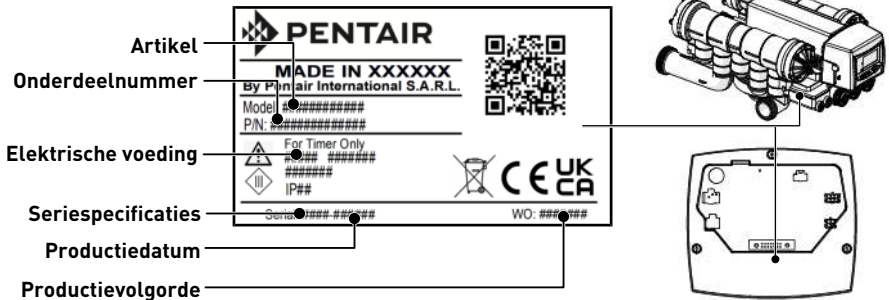 PENTAIR
MADE IN XXXXXX
By Pentair International S.A.R.L.
Artikel
Onderdeelnummer
Model: ############
P/N: ##############
Elektrische voeding
For Timer Only
##### #######
#######
IP##
CE UK
CA
Seriespecificaties
Serial ####-######
WO: #######
Productiedatum
Productievolgorde